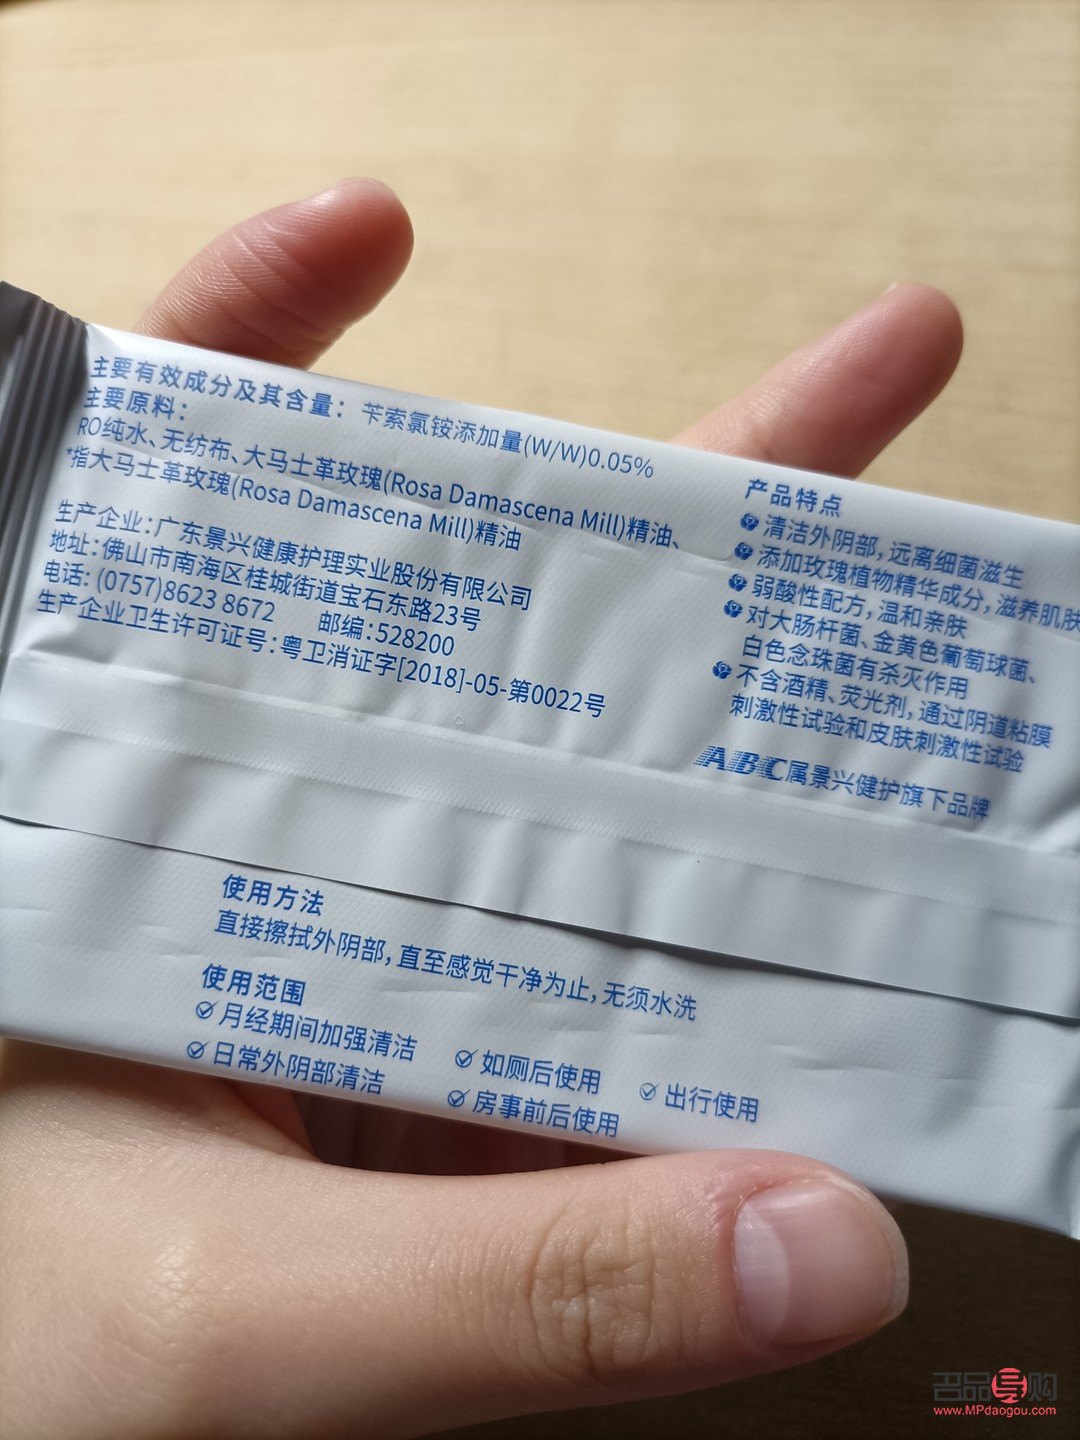 主要有效成分及其含量：苄索氯铵添加量(W/W)0.05%
主要原料：
RO纯水、无纺布、大马士革玫瑰(Rosa Damascena Mill)精油、
*指大马士革玫瑰(Rosa Damascena Mill)精油
生产企业：广东景兴健康护理实业股份有限公司
地址：佛山市南海区桂城街道宝石东路23号
电话：(0757)8623 8672 邮编：528200
生产企业卫生许可证号：粤卫消证字[2018]-05-第0022号
产品特点
清洁外阴部，远离细菌滋生
添加玫瑰植物精华成分，滋养肌肤
弱酸性配方，温和亲肤
对大肠杆菌、金黄色葡萄球菌、
白色念珠菌有杀灭作用
不含酒精、荧光剂，通过阴道粘膜
刺激性试验和皮肤刺激性试验
ABC属景兴健护旗下品牌
使用方法
直接擦拭外阴部，直至感觉干净为止，无须水洗
使用范围
月经期间加强清洁 如厕后使用 出行使用
日常外阴部清洁 房事前后使用
名品导购
www.MPdaogou.com